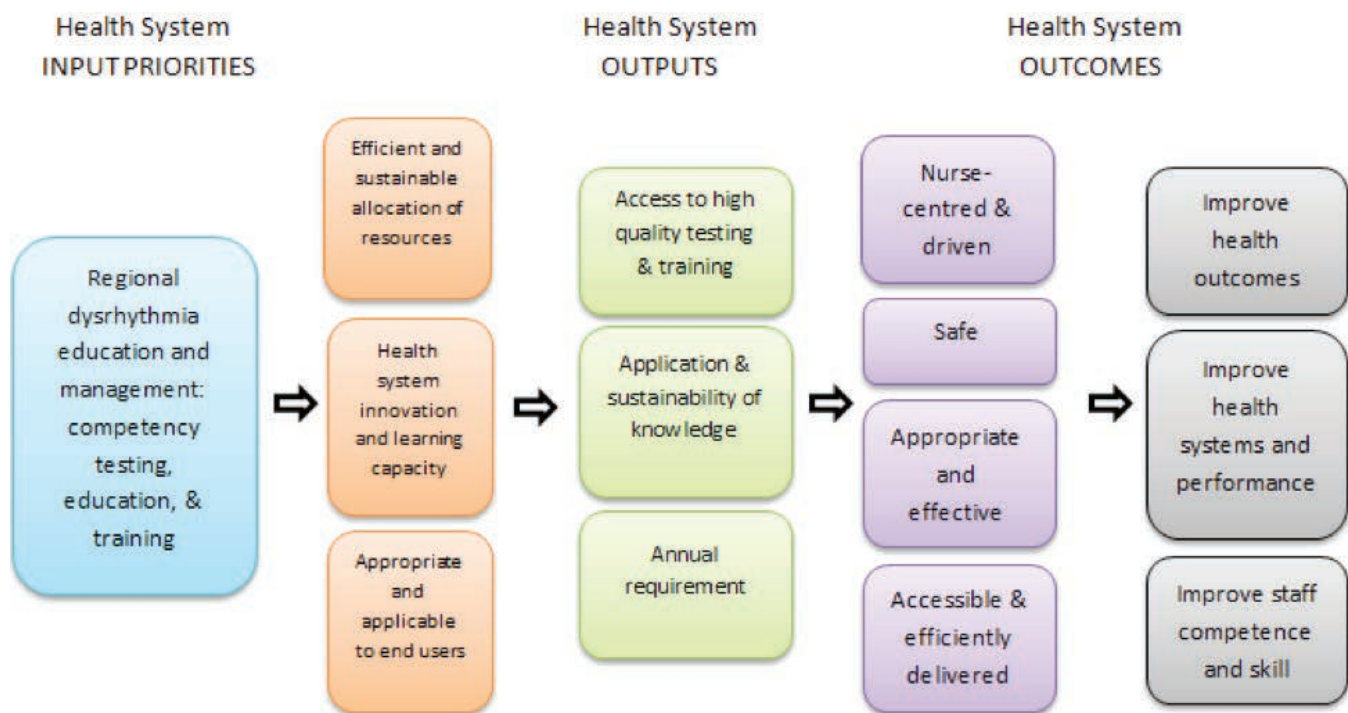 Health System
INPUT PRIORITIES
Health System
OUTPUTS
Health System
OUTCOMES
Regional
dysrhythmia
education and
management:
competency
testing,
education, &
training
Efficient and
sustainable
allocation of
resources
Health
system
innovation
and learning
capacity
Appropriate
and
applicable
to end users
Access to high
quality testing
& training
Application &
sustainability of
knowledge
Annual
requirement
Nurse-
centred &
driven
Safe
Appropriate
and
effective
Accessible &
efficiently
delivered
Improve
health
outcomes
Improve
health
systems and
performance
Improve staff
competence
and skill